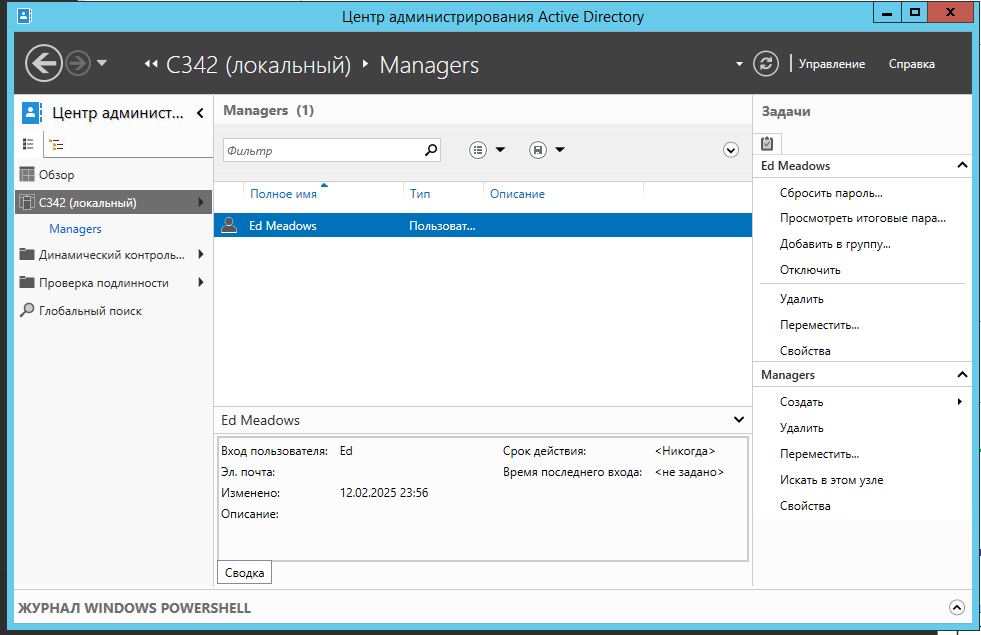 Центр администрирования Active Directory
C342 (локальный) Managers
Управление Справка
Центр админист...
Обзор
C342 (локальный)
Managers
Динамический контроль...
Проверка подлинности
Глобальный поиск
Managers (1)
Фильтр
Полное имя Тип Описание
Ed Meadows Пользоват...
Ed Meadows
Вход пользователя: Ed
Эл. почта:
Изменено: 12.02.2025 23:56
Описание:
Срок действия: <Никогда>
Время последнего входа: <не задано>
Сводка
Задачи
Ed Meadows
Сбросить пароль...
Просмотреть итоговые пара...
Добавить в группу...
Отключить
Удалить
Переместить...
Свойства
Managers
Создать
Удалить
Переместить...
Искать в этом узле
Свойства
ЖУРНАЛ WINDOWS POWERSHELL